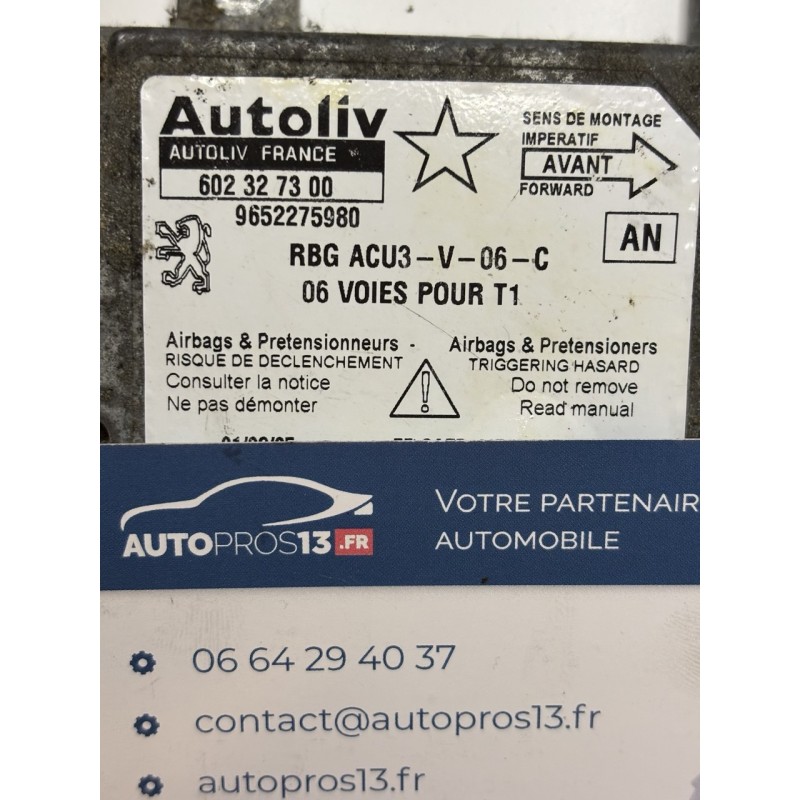 Autoliv
AUTOLIV FRANCE
602 32 73 00
9652275980
SENS DE MONTAGE
IMPERATIF
AVANT
FORWARD
AN
RBG ACU3-V-06-C
06 VOIES POUR T1
Airbags & Pretensionneurs -
RISQUE DE DECLENCHEMENT
Consulter la notice
Ne pas démonter
Airbags & Pretensioners
TRIGGERING HASARD
Do not remove
Read manual
AUTOPROS13.FR
VOTRE PARTENAIR
AUTOMOBILE
06 64 29 40 37
contact@autopros13.fr
autopros13.fr